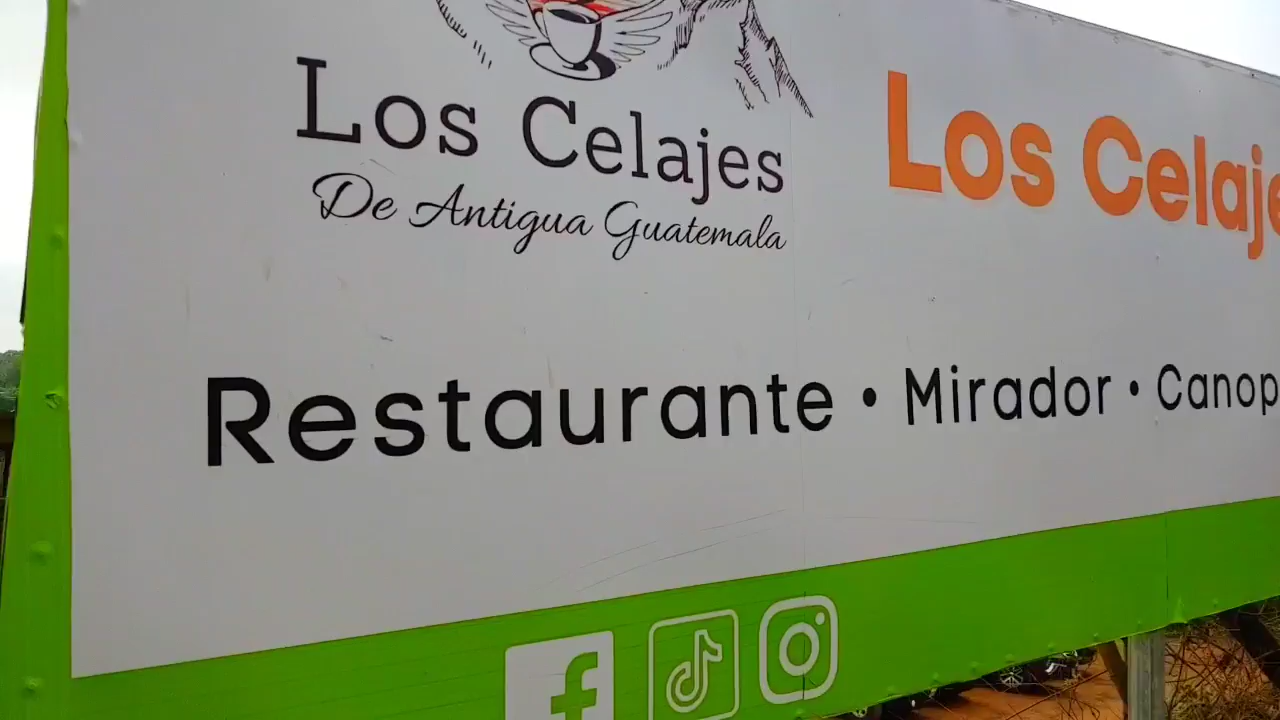 Los Celajes
De Antigua Guatemala
Los Celaje
Restaurante • Mirador • Canop